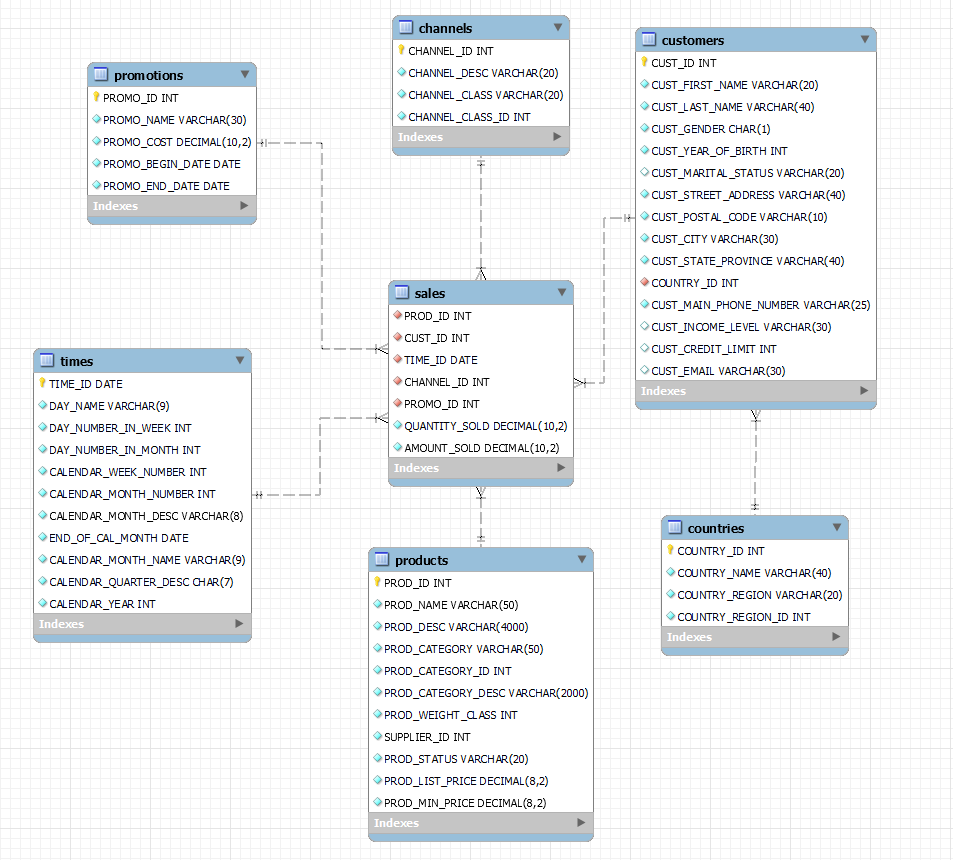 channels
CHANNEL_ID INT
CHANNEL_DESC VARCHAR(20)
CHANNEL_CLASS VARCHAR(20)
CHANNEL_CLASS_ID INT
Indexes
customers
CUST_ID INT
CUST_FIRST_NAME VARCHAR(20)
CUST_LAST_NAME VARCHAR(40)
CUST_GENDER CHAR(1)
CUST_YEAR_OF_BIRTH INT
CUST_MARITAL_STATUS VARCHAR(20)
CUST_STREET_ADDRESS VARCHAR(40)
CUST_POSTAL_CODE VARCHAR(10)
CUST_CITY VARCHAR(30)
CUST_STATE_PROVINCE VARCHAR(40)
COUNTRY_ID INT
CUST_MAIN_PHONE_NUMBER VARCHAR(25)
CUST_INCOME_LEVEL VARCHAR(30)
CUST_CREDIT_LIMIT INT
CUST_EMAIL VARCHAR(30)
Indexes
promotions
PROMO_ID INT
PROMO_NAME VARCHAR(30)
PROMO_COST DECIMAL(10,2)
PROMO_BEGIN_DATE DATE
PROMO_END_DATE DATE
Indexes
sales
PROD_ID INT
CUST_ID INT
TIME_ID DATE
CHANNEL_ID INT
PROMO_ID INT
QUANTITY_SOLD DECIMAL(10,2)
AMOUNT_SOLD DECIMAL(10,2)
Indexes
times
TIME_ID DATE
DAY_NAME VARCHAR(9)
DAY_NUMBER_IN_WEEK INT
DAY_NUMBER_IN_MONTH INT
CALENDAR_WEEK_NUMBER INT
CALENDAR_MONTH_NUMBER INT
CALENDAR_MONTH_DESC VARCHAR(8)
END_OF_CAL_MONTH DATE
CALENDAR_MONTH_NAME VARCHAR(9)
CALENDAR_QUARTER_DESC CHAR(7)
CALENDAR_YEAR INT
Indexes
products
PROD_ID INT
PROD_NAME VARCHAR(50)
PROD_DESC VARCHAR(4000)
PROD_CATEGORY VARCHAR(50)
PROD_CATEGORY_ID INT
PROD_CATEGORY_DESC VARCHAR(2000)
PROD_WEIGHT_CLASS INT
SUPPLIER_ID INT
PROD_STATUS VARCHAR(20)
PROD_LIST_PRICE DECIMAL(8,2)
PROD_MIN_PRICE DECIMAL(8,2)
Indexes
countries
COUNTRY_ID INT
COUNTRY_NAME VARCHAR(40)
COUNTRY_REGION VARCHAR(20)
COUNTRY_REGION_ID INT
Indexes